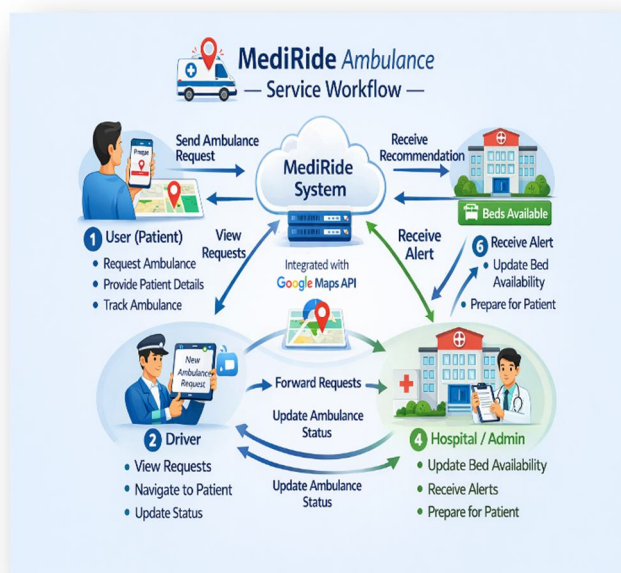 MediRide Ambulance
— Service Workflow —
Send Ambulance
Request
MediRide
System
Receive
Recommendation
Beds Available
1 User (Patient)
• Request Ambulance
• Provide Patient Details
• Track Ambulance
View
Requests
Integrated with
Google Maps API
Receive
Alert
6 Receive Alert
• Update Bed
Availability
• Prepare for Patient
New
Ambulance
Request
Forward Requests
Update Ambulance
Status
Update Ambulance
Status
2 Driver
• View Requests
• Navigate to Patient
• Update Status
4 Hospital / Admin
• Update Bed Availability
• Receive Alerts
• Prepare for Patient